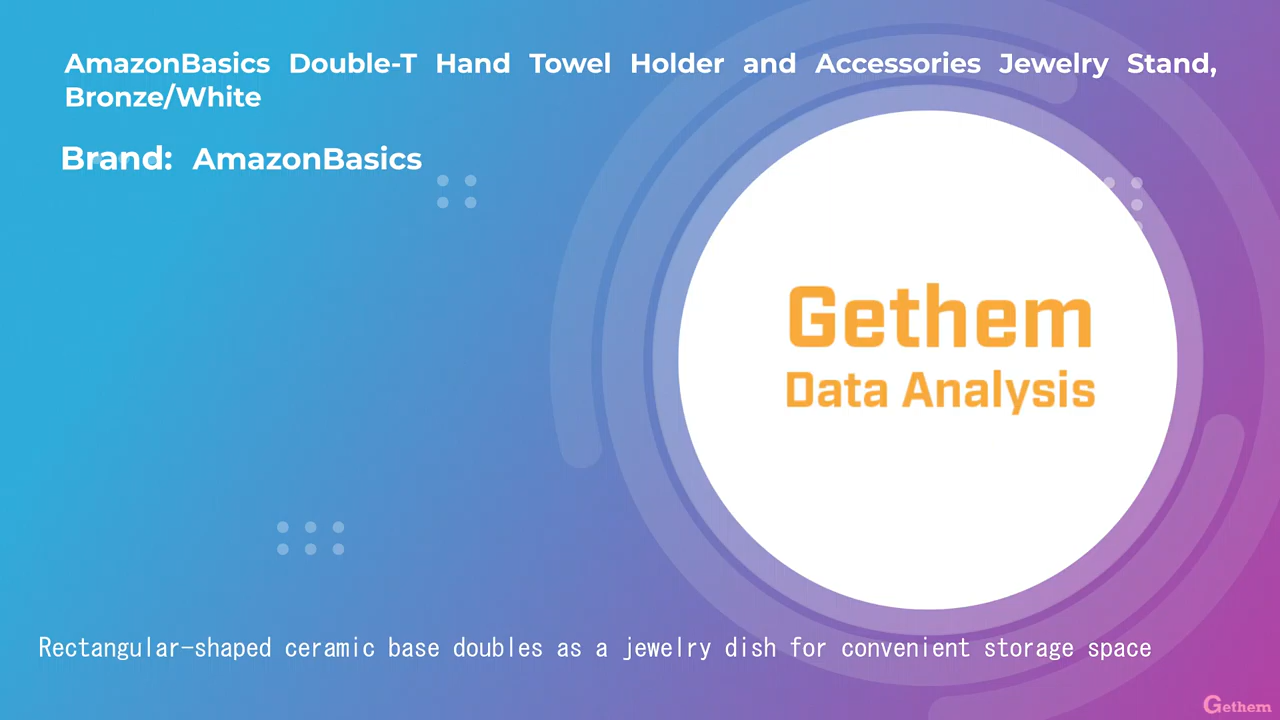 AmazonBasics Double-T Hand Towel Holder and Accessories Jewelry Stand,
Bronze/White
Brand: AmazonBasics
Gethem
Data Analysis
Rectangular-shaped ceramic base doubles as a jewelry dish for convenient storage space
Gethem